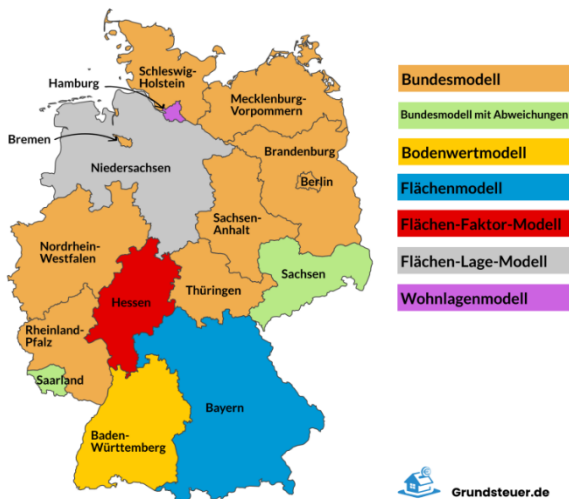 Schleswig-
Holstein
Hamburg
Mecklenburg-
Vorpommern
Bremen
Brandenburg
Niedersachsen
Berlin
Sachsen-
Anhalt
Nordrhein-
Westfalen
Sachsen
Thüringen
Hessen
Rheinland-
Pfalz
Saarland
Bayern
Baden-
Württemberg
Bundesmodell
Bundesmodell mit Abweichungen
Bodenwertmodell
Flächenmodell
Flächen-Faktor-Modell
Flächen-Lage-Modell
Wohnlagenmodell
Grundsteuer.de